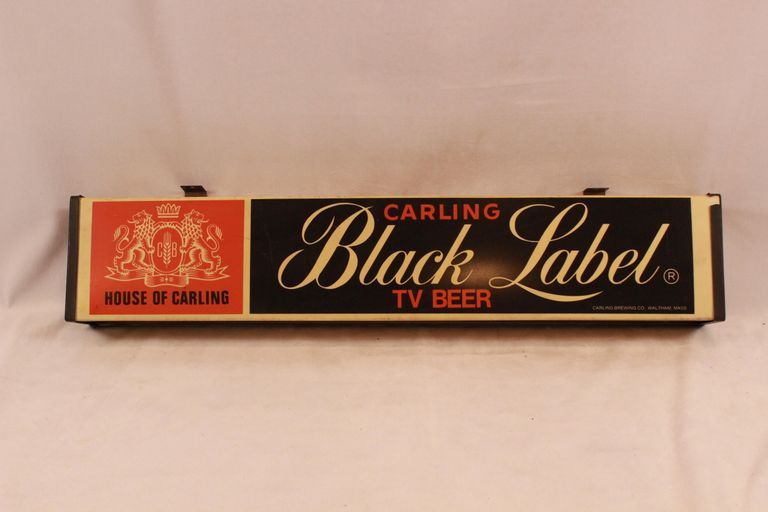 HOUSE OF CARLING
CARLING
Black Label ®
TV BEER
CARLING BREWING CO. WALTHAM, MASS.